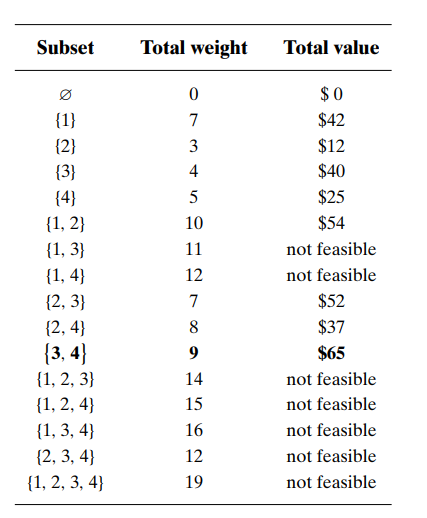 Subset Total weight Total value
∅ 0 $ 0
{1} 7 $42
{2} 3 $12
{3} 4 $40
{4} 5 $25
{1, 2} 10 $54
{1, 3} 11 not feasible
{1, 4} 12 not feasible
{2, 3} 7 $52
{2, 4} 8 $37
{3, 4} 9 $65
{1, 2, 3} 14 not feasible
{1, 2, 4} 15 not feasible
{1, 3, 4} 16 not feasible
{2, 3, 4} 12 not feasible
{1, 2, 3, 4} 19 not feasible